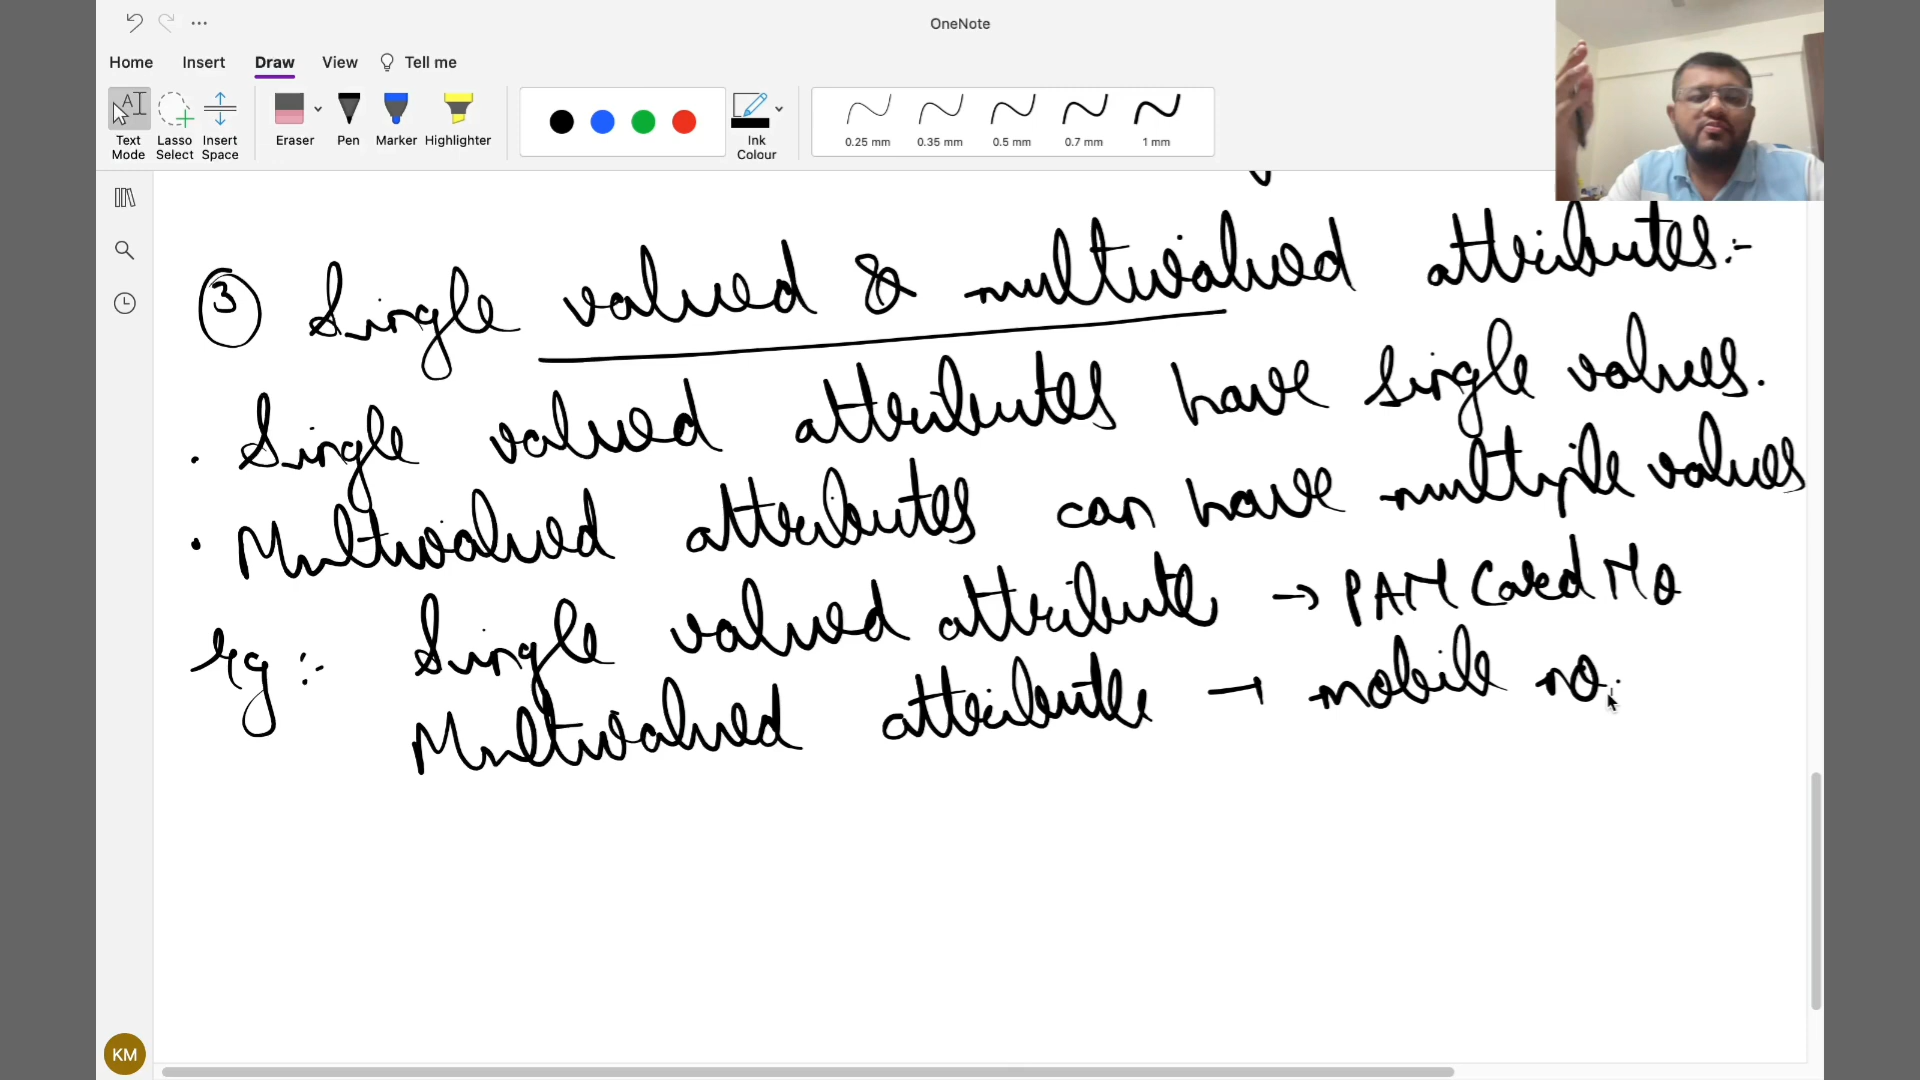 OneNote
Home Insert Draw View Tell me
Text Mode Lasso Select Insert Space Eraser Pen Marker Highlighter Ink Colour 0.25 mm 0.35 mm 0.5 mm 0.7 mm 1 mm
③ Single valued & multivalued attributes:-
• Single valued attributes have single values.
• Multivalued attributes can have multiple values
eg:- Single valued attribute → PAN Card No
Multivalued attribute → mobile no.
KM